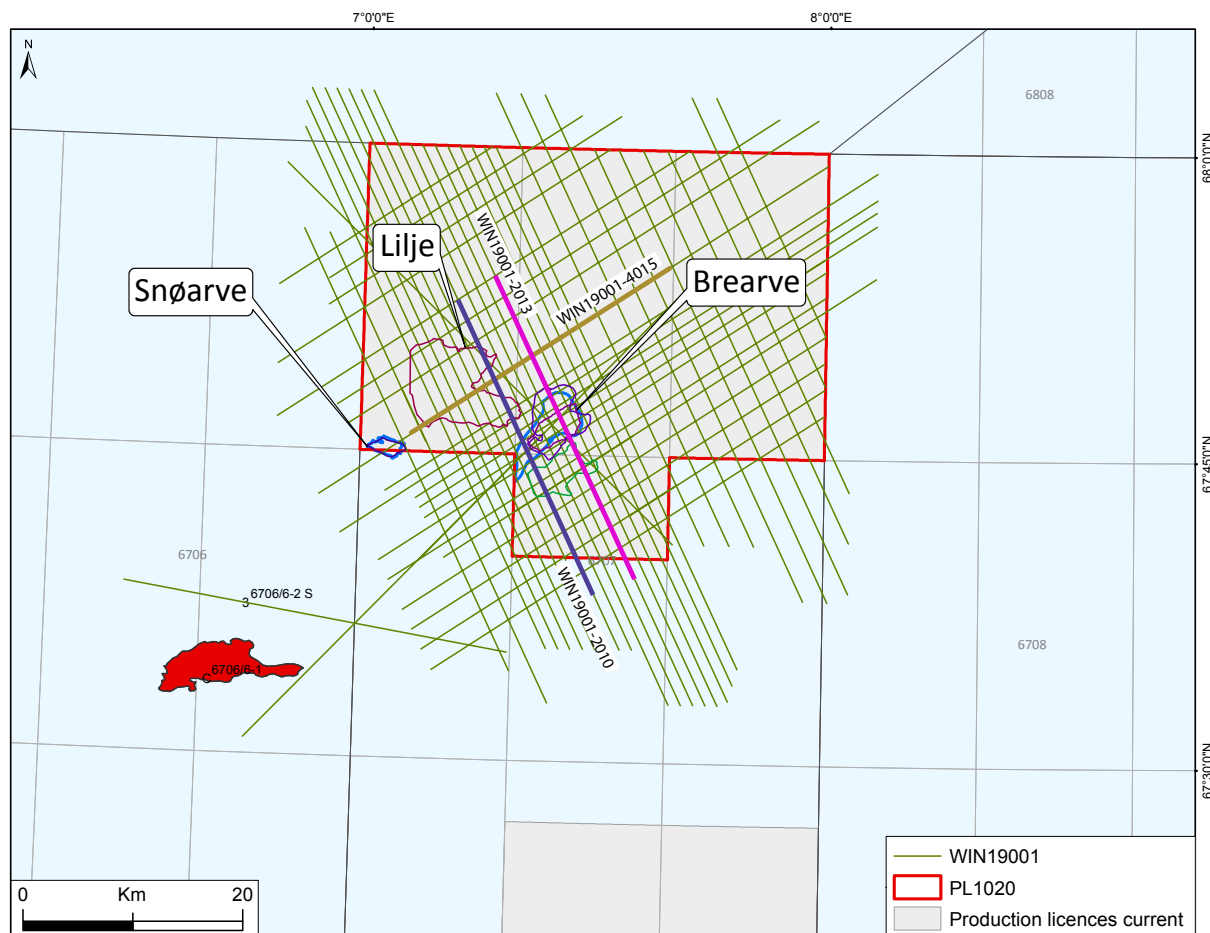 7°0'0"E
8°0'0"E
N
6808
68°0'0"N
Lilje
WIN19001-2013
WIN19001-4015
Snøarve
Brearve
67°45'0"N
6706
6707
3
6706/6-2 S
WIN19001-2010
6708
C
6706/6-1
67°30'0"N
WIN19001
PL1020
Production licences current
0
Km
20